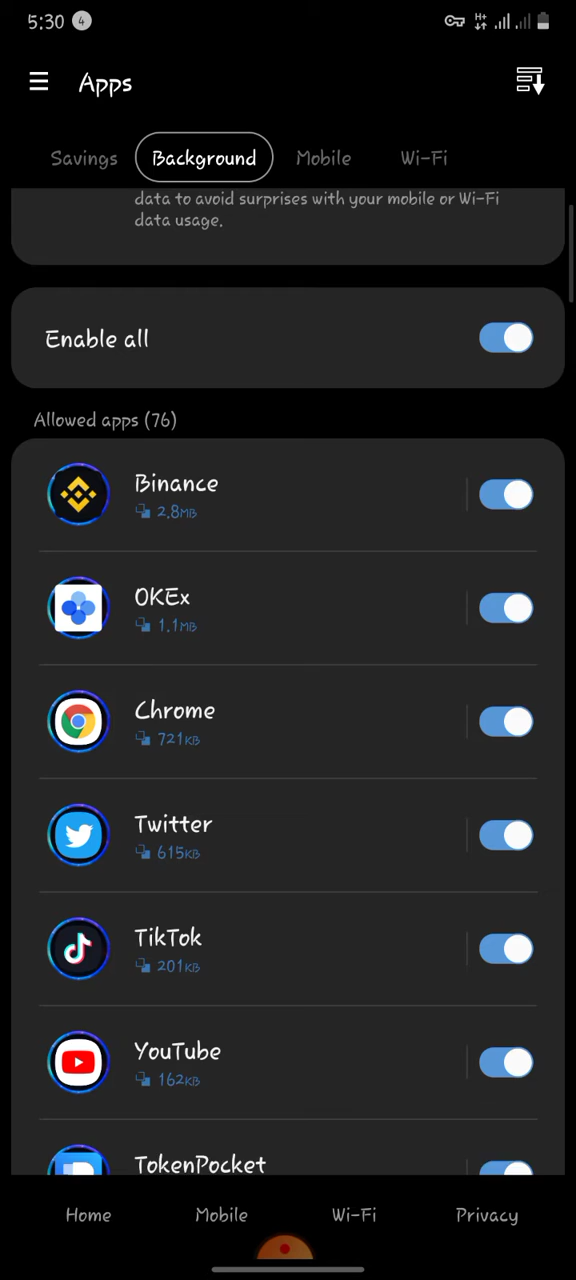 5:30 4 H+
Apps
Savings Background Mobile Wi-Fi
data to avoid surprises with your mobile or Wi-Fi
data usage.
Enable all
Allowed apps (76)
Binance
2.8MB
OKEx
1.1MB
Chrome
721KB
Twitter
615KB
TikTok
201KB
YouTube
162KB
TokenPocket
Home Mobile Wi-Fi Privacy